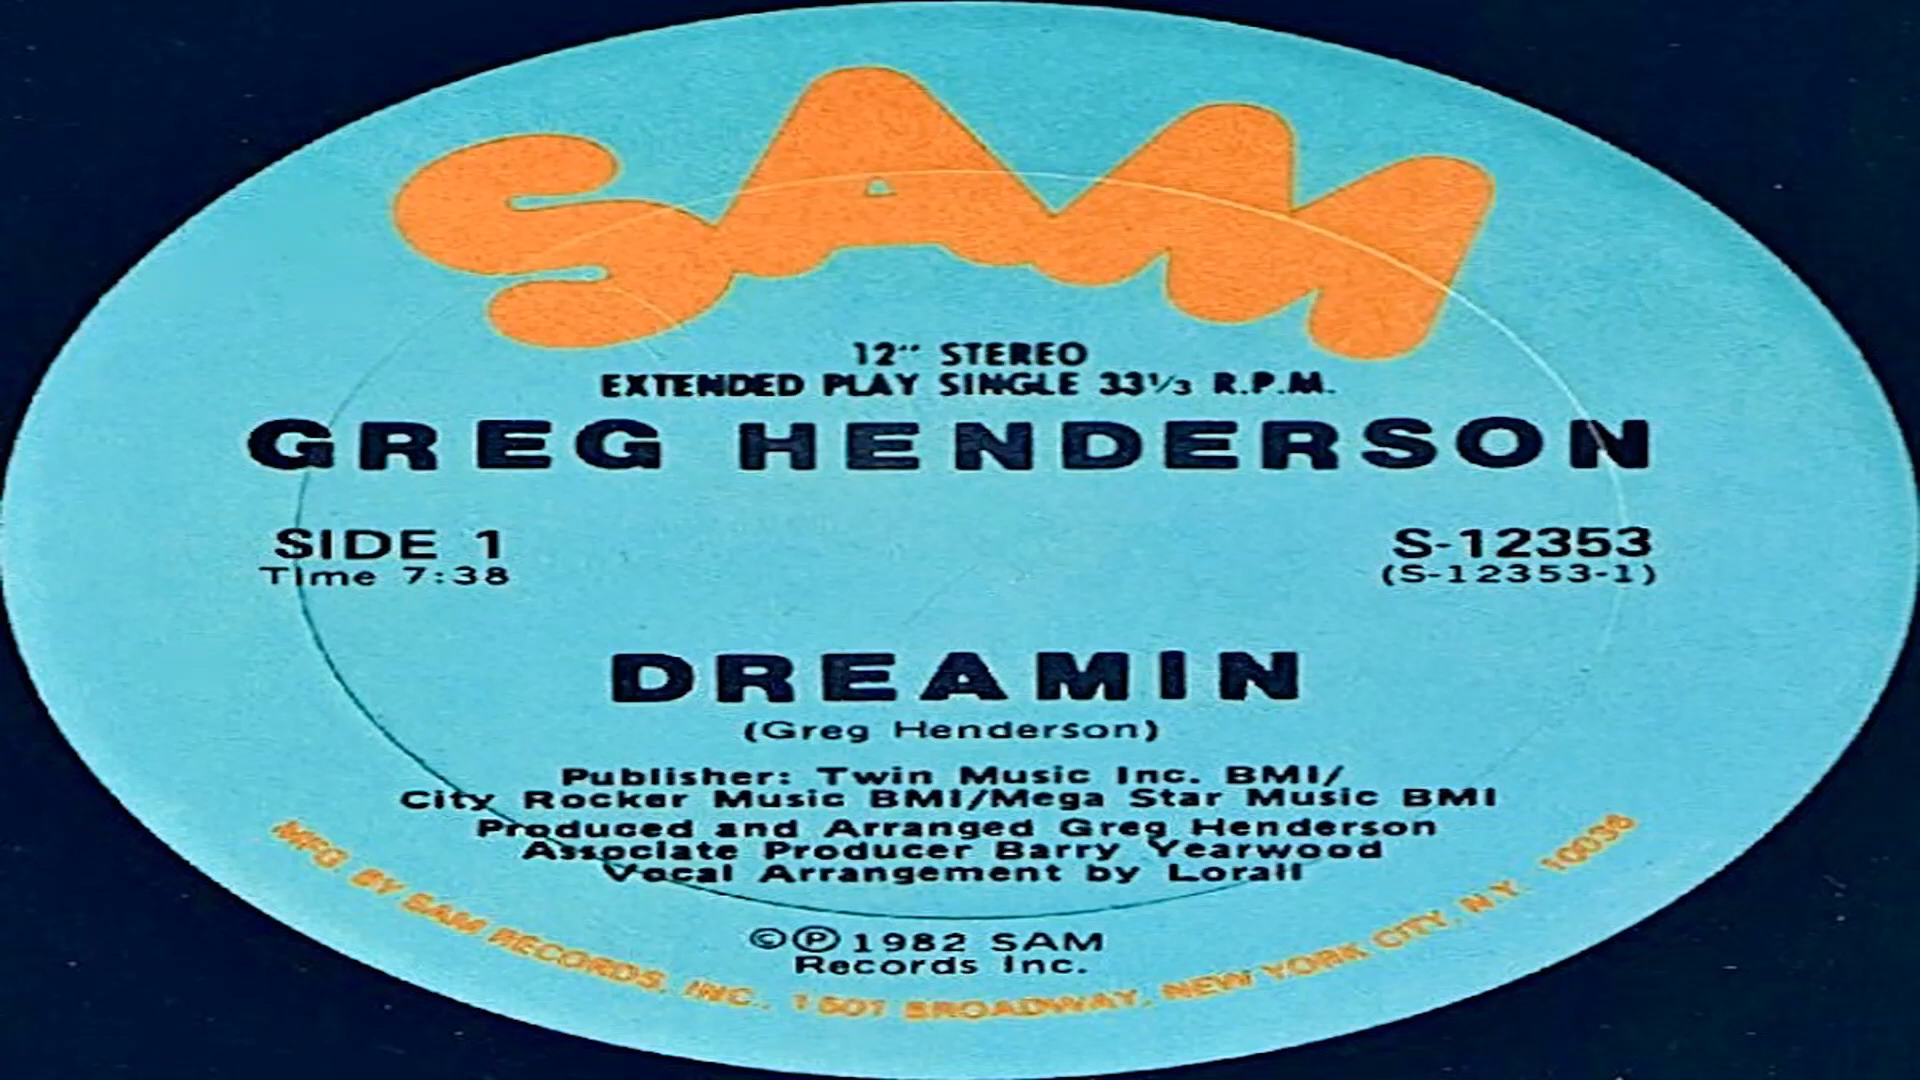 SAM
12" STEREO
EXTENDED PLAY SINGLE 33⅓ R.P.M.
GREG HENDERSON
SIDE 1
Time 7:38
S-12353
(S-12353-1)
DREAMIN
(Greg Henderson)
Publisher: Twin Music Inc. BMI/
City Rocker Music BMI/Mega Star Music BMI
Produced and Arranged Greg Henderson
Associate Producer Barry Yearwood
Vocal Arrangement by Lorail
©℗1982 SAM
Records Inc.
MFG BY SAM RECORDS, INC., 1501 BROADWAY, NEW YORK CITY, N.Y. 10036